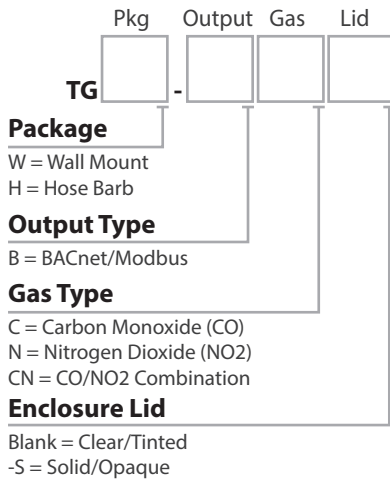 Pkg Output Gas Lid
TG -
Package
W = Wall Mount
H = Hose Barb
Output Type
B = BACnet/Modbus
Gas Type
C = Carbon Monoxide (CO)
N = Nitrogen Dioxide (NO2)
CN = CO/NO2 Combination
Enclosure Lid
Blank = Clear/Tinted
-S = Solid/Opaque